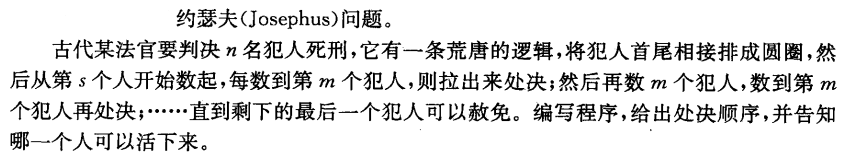 约瑟夫(Josephus)问题。
古代某法官要判决 n 名犯人死刑,它有一条荒唐的逻辑,将犯人首尾相接排成圆圈,然
后从第 s 个人开始数起,每数到第 m 个犯人,则拉出来处决;然后再数 m 个犯人,数到第 m
个犯人再处决;……直到剩下的最后一个犯人可以赦免。编写程序,给出处决顺序,并告知
哪一个人可以活下来。